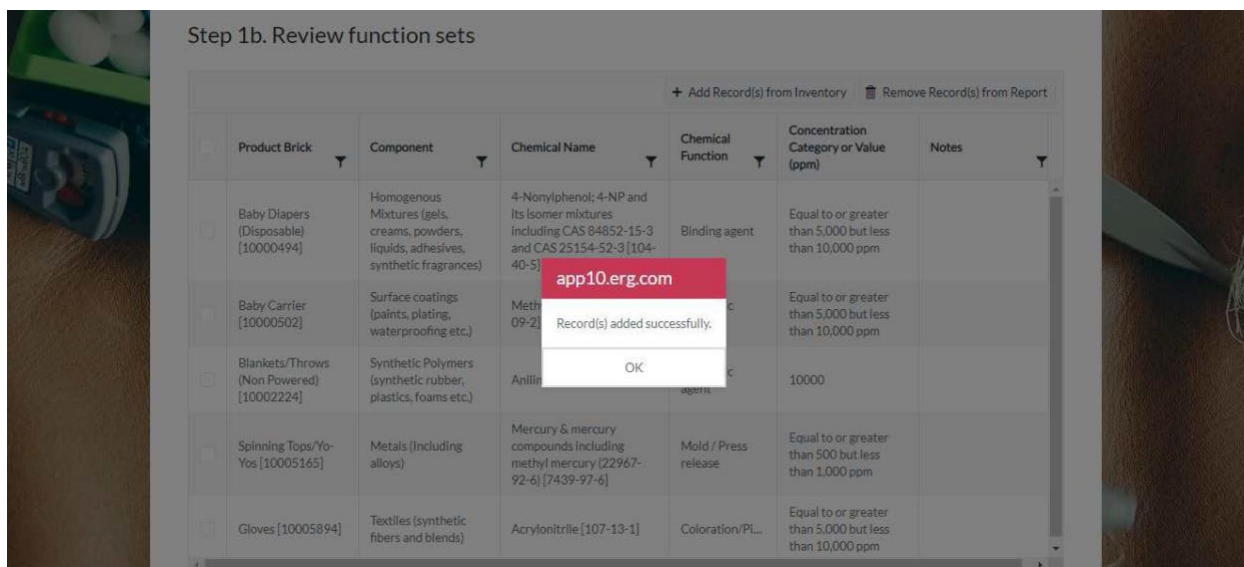 Step 1b. Review function sets
+ Add Record(s) from Inventory Remove Record(s) from Report
Product Brick
Component
Chemical Name
Chemical
Function
Concentration
Category or Value
(ppm)
Notes
Baby Diapers
(Disposable)
[10000494]
Homogenous
Mixtures (gels,
creams, powders,
liquids, adhesives,
synthetic fragrances)
4-Nonylphenol; 4-NP and
its isomer mixtures
including CAS 84852-15-3
and CAS 25154-52-3 [104-
40-5]
Binding agent
Equal to or greater
than 5,000 but less
than 10,000 ppm
Baby Carrier
[10000502]
Surface coatings
(paints, plating,
waterproofing etc.)
Meth
09-2]
c
Equal to or greater
than 5,000 but less
than 10,000 ppm
Blankets/Throws
(Non Powered)
[10002224]
Synthetic Polymers
(synthetic rubber,
plastics, foams etc.)
Anilin
c
agent
10000
Spinning Tops/Yo-
Yos [10005165]
Metals (Including
alloys)
Mercury & mercury
compounds including
methyl mercury (22967-
92-6) [7439-97-6]
Mold / Press
release
Equal to or greater
than 500 but less
than 1,000 ppm
Gloves [10005894]
Textiles (synthetic
fibers and blends)
Acrylonitrile [107-13-1]
Coloration/Pi...
Equal to or greater
than 5,000 but less
than 10,000 ppm
app10.erg.com
Record(s) added successfully.
OK